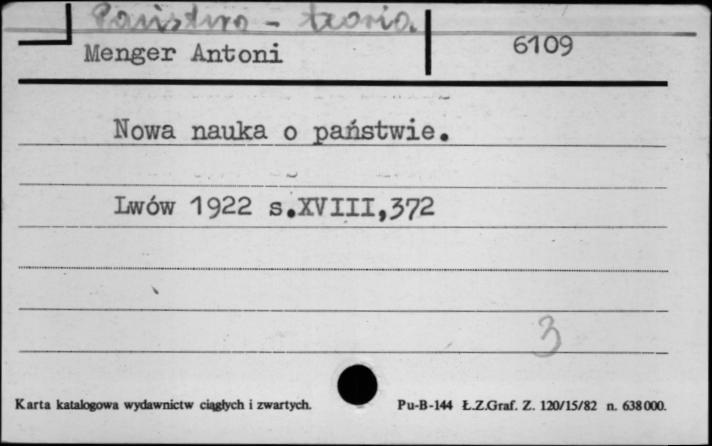 Państwo - teoria.
Menger Antoni
6109
Nowa nauka o państwie.
Lwów 1922 s.XVIII,372
3
Karta katalogowa wydawnictw ciągłych i zwartych.
Pu-B-144 Ł.Z.Graf. Z. 120/15/82 n. 638000.